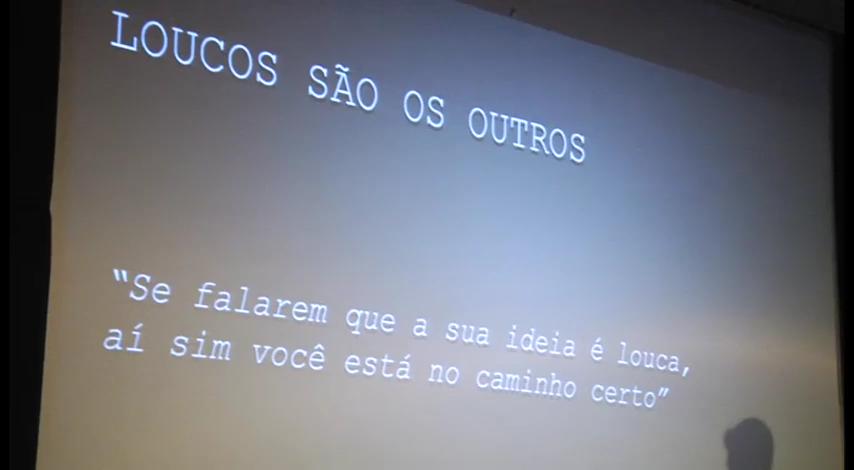 LOUCOS SÃO OS OUTROS
“Se falarem que a sua ideia é louca,
aí sim você está no caminho certo”